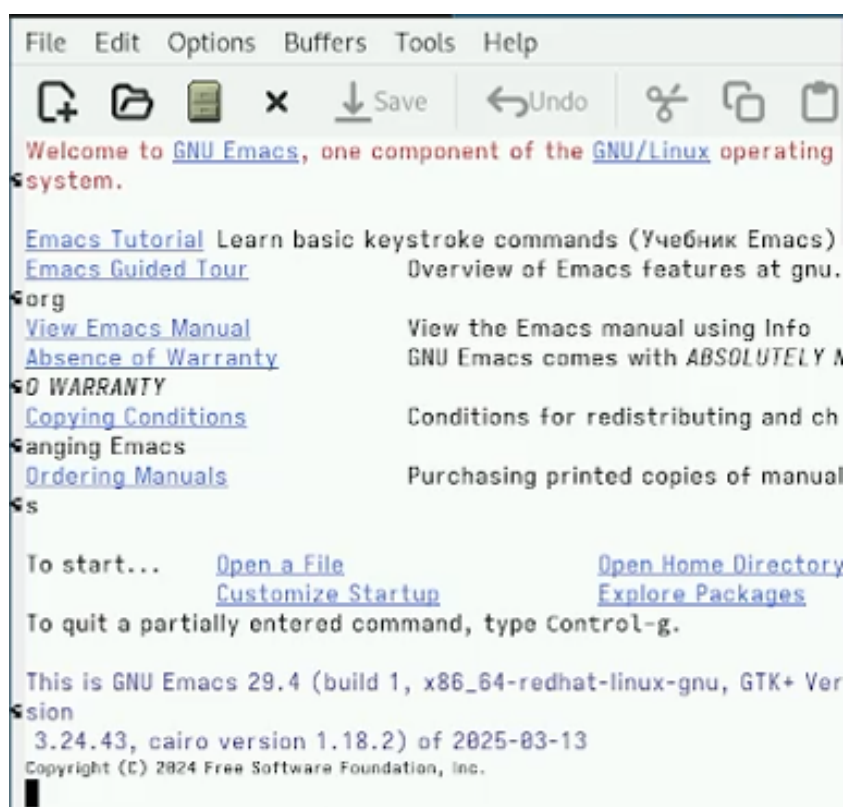 File Edit Options Buffers Tools Help
Save Undo
Welcome to GNU Emacs, one component of the GNU/Linux operating
system.
Emacs Tutorial Learn basic keystroke commands (Учебник Emacs)
Emacs Guided Tour Overview of Emacs features at gnu.
org
View Emacs Manual View the Emacs manual using Info
Absence of Warranty GNU Emacs comes with ABSOLUTELY N
O WARRANTY
Copying Conditions Conditions for redistributing and ch
anging Emacs
Ordering Manuals Purchasing printed copies of manual
s
To start... Open a File Open Home Directory
Customize Startup Explore Packages
To quit a partially entered command, type Control-g.
This is GNU Emacs 29.4 (build 1, x86_64-redhat-linux-gnu, GTK+ Ver
sion
3.24.43, cairo version 1.18.2) of 2025-03-13
Copyright (C) 2024 Free Software Foundation, Inc.